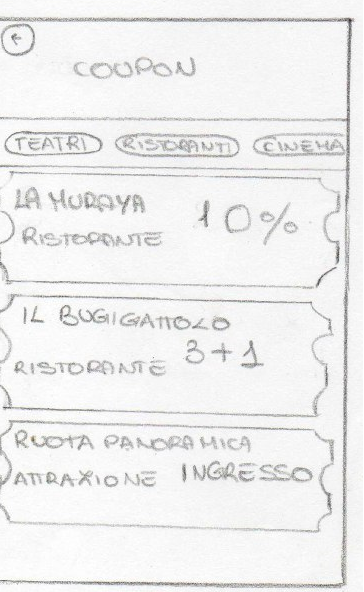 COUPON
TEATRI RISTORANTI CINEMA
LA MURAYA 10%
RISTORANTE
IL BUGIGATTOLO
RISTORANTE 3+1
RUOTA PANORAMICA
ATTRAZIONE INGRESSO